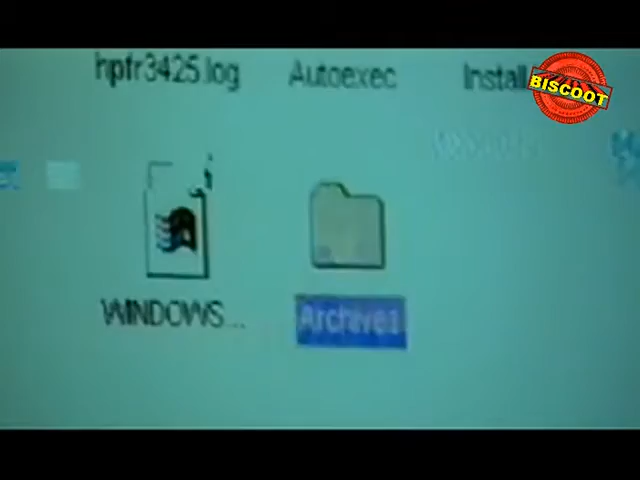 hpfr3425.log
Autoexec
Install
BISCOOT
WINDOWS...
Archives